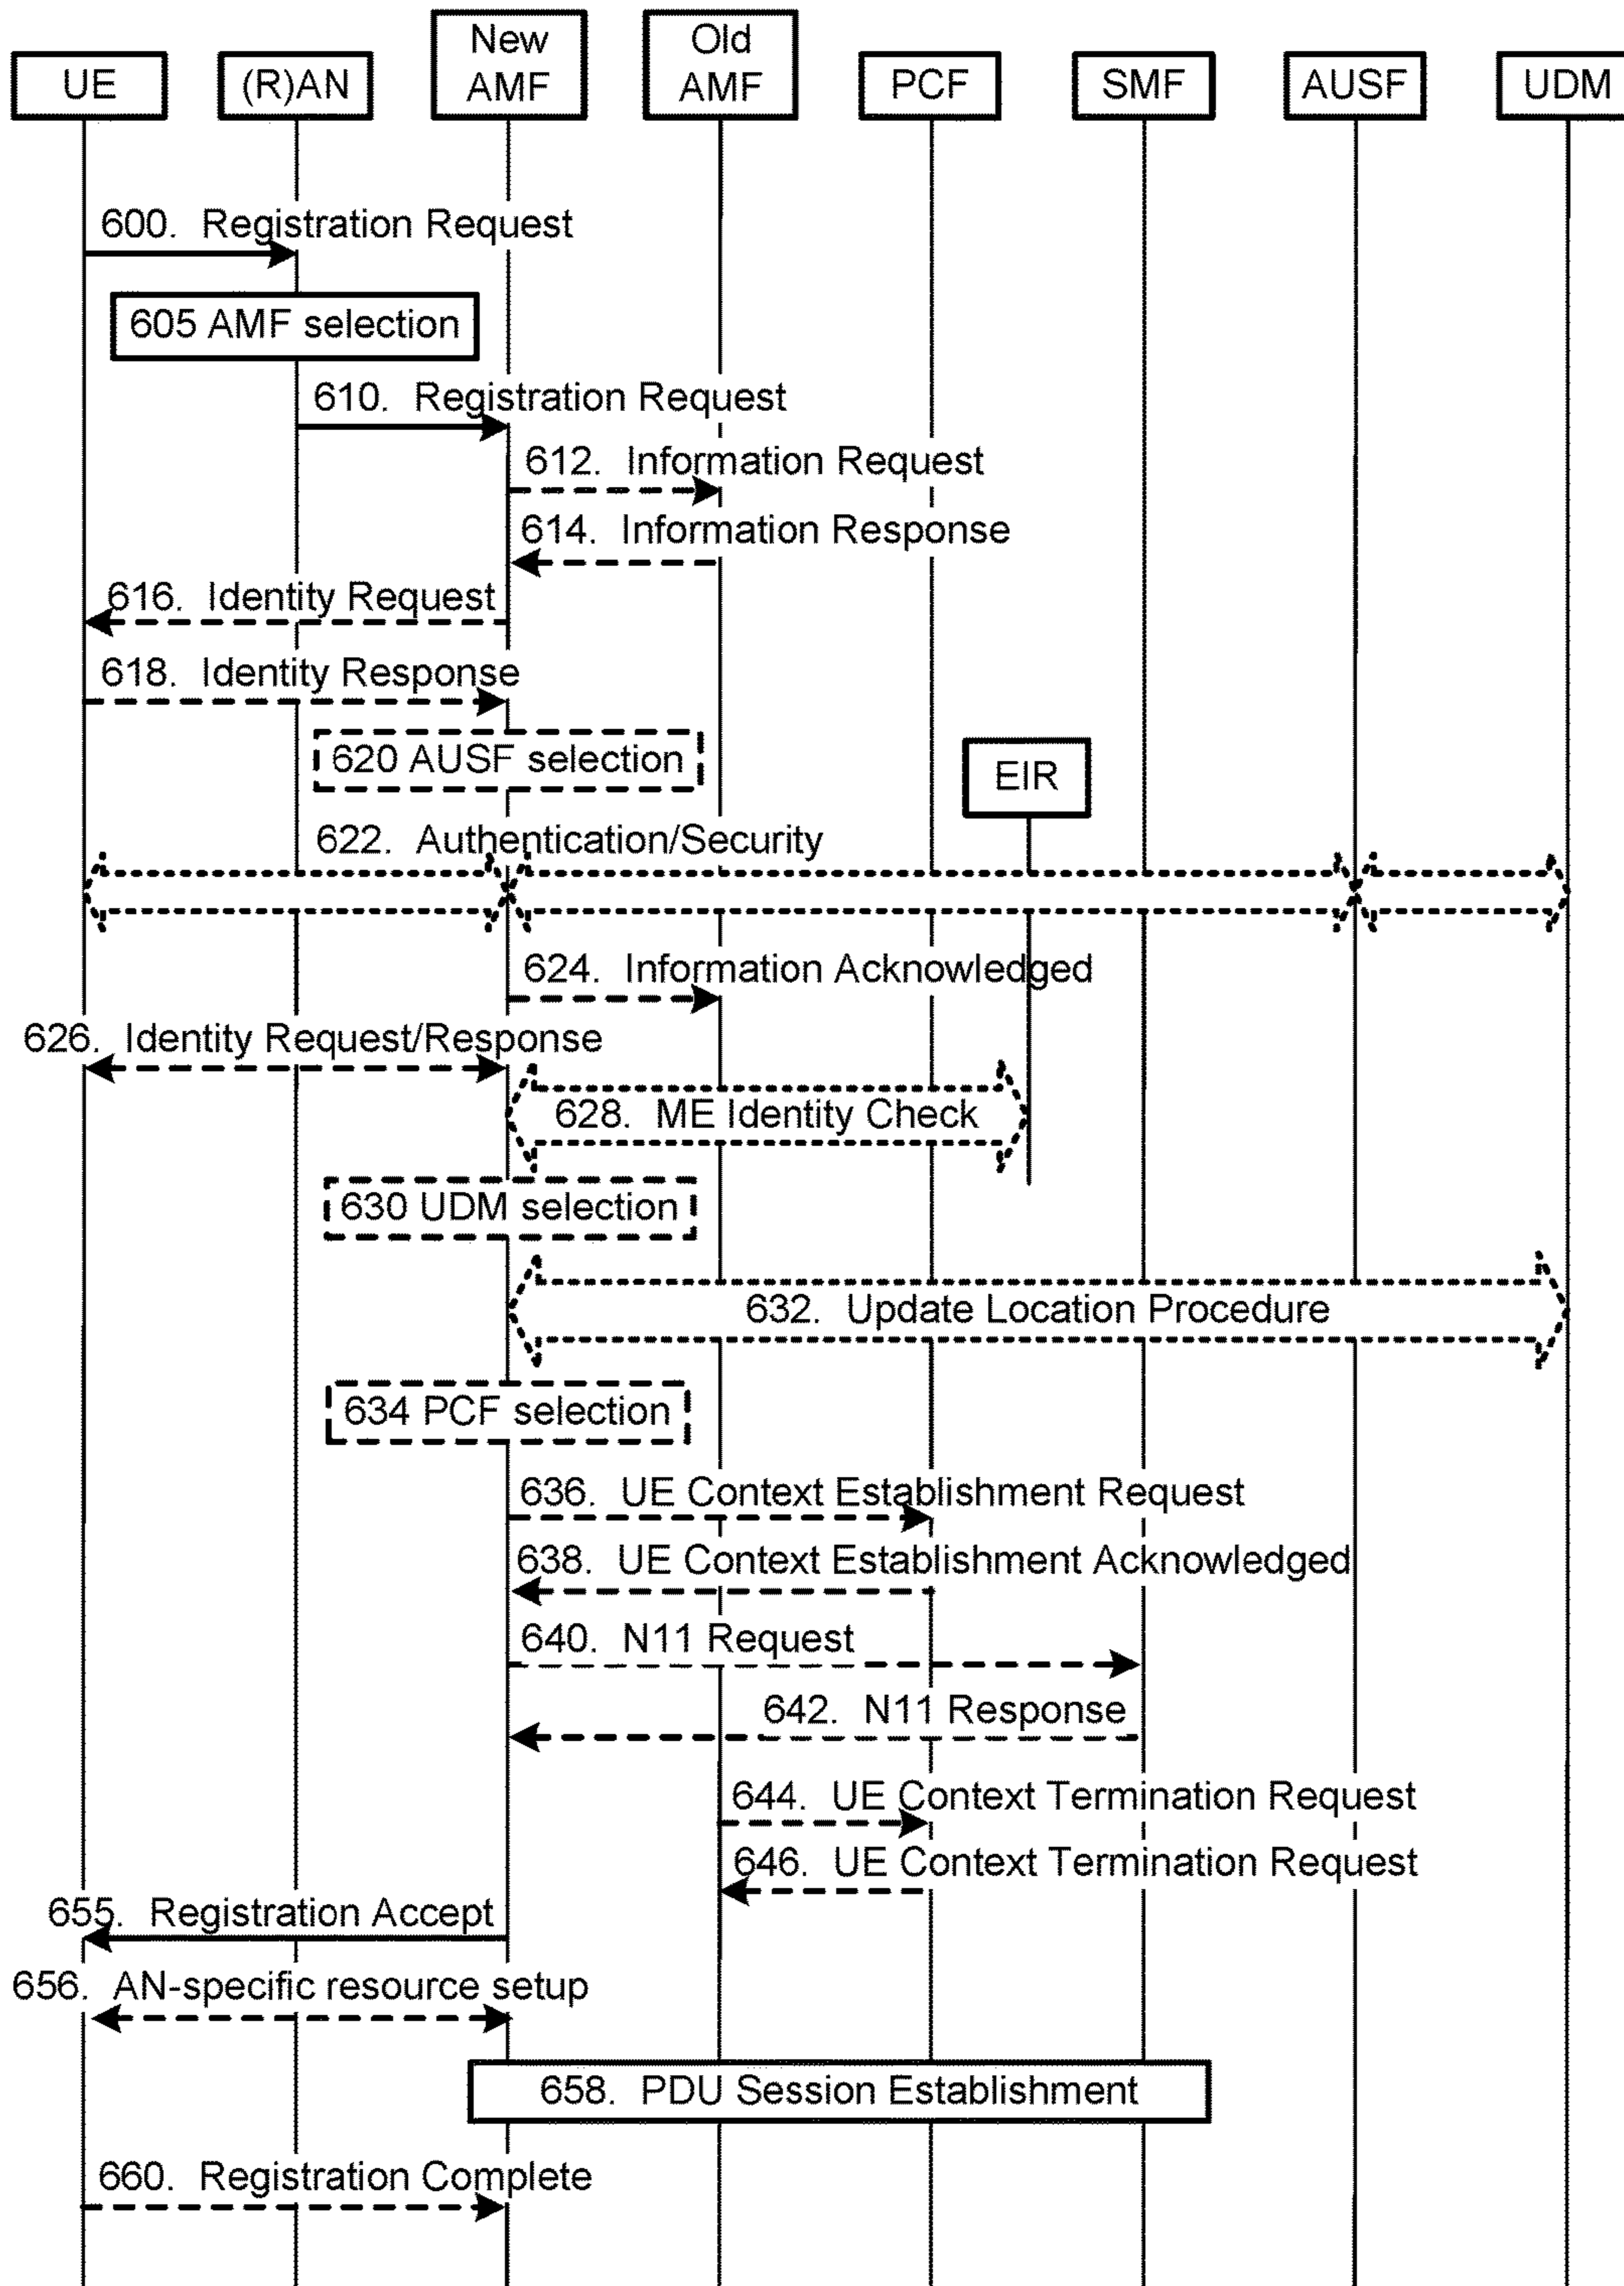 UE
(R)AN
New
AMF
Old
AMF
PCF
SMF
AUSF
UDM
600. Registration Request
605 AMF selection
610. Registration Request
612. Information Request
614. Information Response
616. Identity Request
618. Identity Response
620 AUSF selection
EIR
622. Authentication/Security
624. Information Acknowledged
626. Identity Request/Response
628. ME Identity Check
630 UDM selection
632. Update Location Procedure
634 PCF selection
636. UE Context Establishment Request
638. UE Context Establishment Acknowledged
640. N11 Request
642. N11 Response
644. UE Context Termination Request
646. UE Context Termination Request
655. Registration Accept
656. AN-specific resource setup
658. PDU Session Establishment
660. Registration Complete